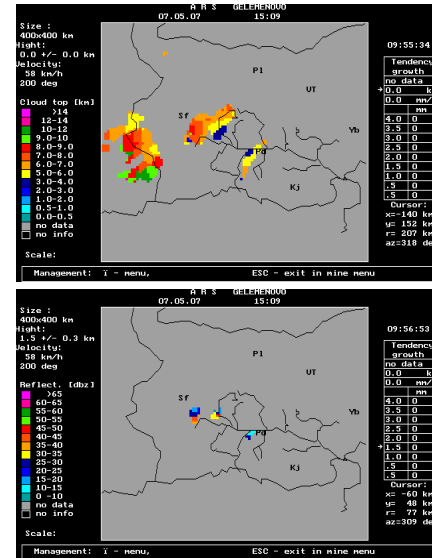 A R S GELEMENOVO
07.05.07 15:09
Size :
400x400 km
Hight:
0.0 +/- 0.0 km
Velocity:
58 km/h
200 deg
Cloud top [km]
>14
12-14
10-12
9.0-10
8.0-9.0
7.0-8.0
6.0-7.0
5.0-6.0
3.0-4.0
2.0-3.0
1.0-2.0
0.5-1.0
0.0-0.5
no data
no info
Scale:
Pl
UT
Sf
Yb
Pd
Kj
09:55:34
Tendency
growth
no data
0.0 k
0.0 mm/
mm
4.0 0
3.5 0
3.0 0
2.5 0
2.0 0
1.5 0
1.0 0
.5 0
.5 0
Cursor:
x=-140 km
y= 152 km
r= 207 km
az=318 de
Management: ï - menu, ESC - exit in mine menu
A R S GELEMENOVO
07.05.07 15:09
Size :
400x400 km
Hight:
1.5 +/- 0.3 km
Velocity:
58 km/h
200 deg
Reflect. [dbz]
>65
60-65
55-60
50-55
45-50
40-45
35-40
30-35
25-30
20-25
15-20
10-15
0 -10
no data
no info
Scale:
Pl
UT
Sf
Yb
Pd
Kj
09:56:53
Tendency
growth
no data
0.0 k
0.0 mm/
mm
4.0 0
3.5 0
3.0 0
2.5 0
2.0 0
1.5 0
1.0 0
.5 0
.5 0
Cursor:
x= -60 km
y= 48 km
r= 77 km
az=309 de
Management: ï - menu, ESC - exit in mine menu